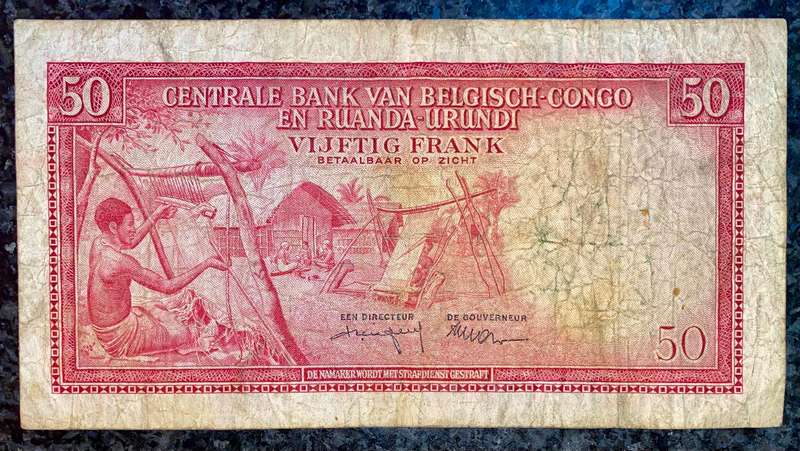 50
CENTRALE BANK VAN BELGISCH-CONGO
50
EN RUANDA-URUNDI
VIJFTIG FRANK
BETAALBAAR OP ZICHT
EEN DIRECTEUR
DE GOUVERNEUR
50
DE NAMAKER WORDT MET STRAFDIENST GESTRAFT